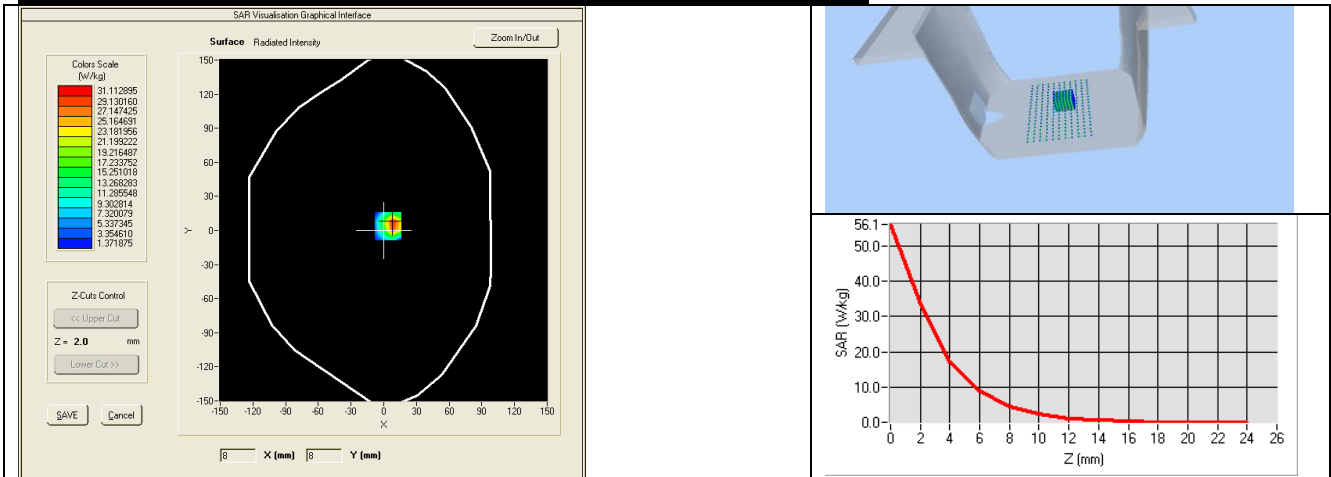 SAR Visualisation Graphical Interface
Surface Radiated Intensity
Zoom In/Out
Colors Scale
(W/kg)
31.112895
29.130160
27.147425
25.164691
23.181956
21.199222
19.216487
17.233752
15.251018
13.268283
11.285548
9.302814
7.320079
5.337345
3.354610
1.371875
Z-Cuts Control
<< Upper Cut
Z = 2.0 mm
Lower Cut >>
SAVE Cancel
150
120
90
60
30
0
-30
-60
-90
-120
-150
Y
-150 -120 -90 -60 -30 0 30 60 90 120 150
X
8 X (mm) 8 Y (mm)
56.1
50.0
40.0
30.0
20.0
10.0
0.0
SAR (W/kg)
0 2 4 6 8 10 12 14 16 18 20 22 24 26
Z (mm)